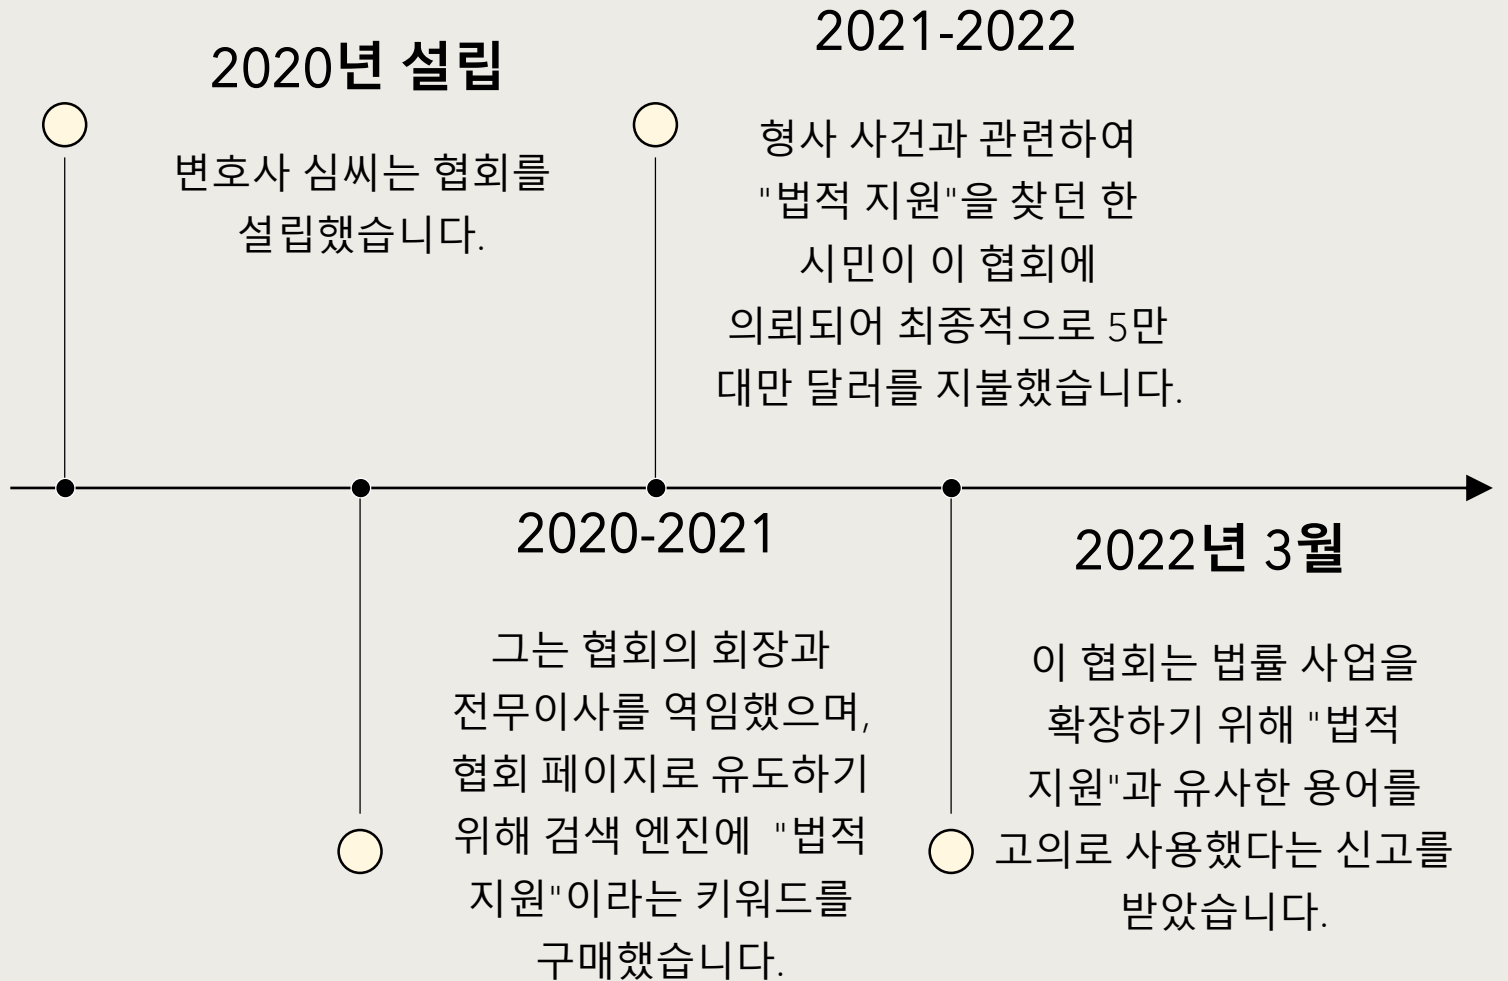 2020년 설립
변호사 심씨는 협회를
설립했습니다.
2020-2021
그는 협회의 회장과
전무이사를 역임했으며,
협회 페이지로 유도하기
위해 검색 엔진에 "법적
지원"이라는 키워드를
구매했습니다.
2021-2022
형사 사건과 관련하여
"법적 지원"을 찾던 한
시민이 이 협회에
의뢰되어 최종적으로 5만
대만 달러를 지불했습니다.
2022년 3월
이 협회는 법률 사업을
확장하기 위해 "법적
지원"과 유사한 용어를
고의로 사용했다는 신고를
받았습니다.